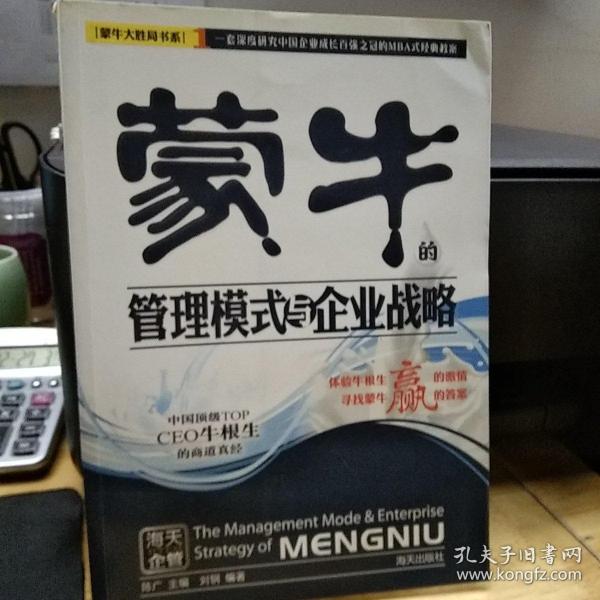 蒙牛大胜局书系 1 一套深度研究中国企业成长百强之冠的MBA式经典教案
蒙牛的
管理模式与企业战略
体验牛根生赢的激情
寻找蒙牛赢的答案
中国顶级TOP
CEO牛根生
的商道真经
海天企管
The Management Mode & Enterprise
Strategy of MENGNIU
陈广 主编 刘钢 编著
海天出版社
孔夫子旧书网
www.kongfz.com